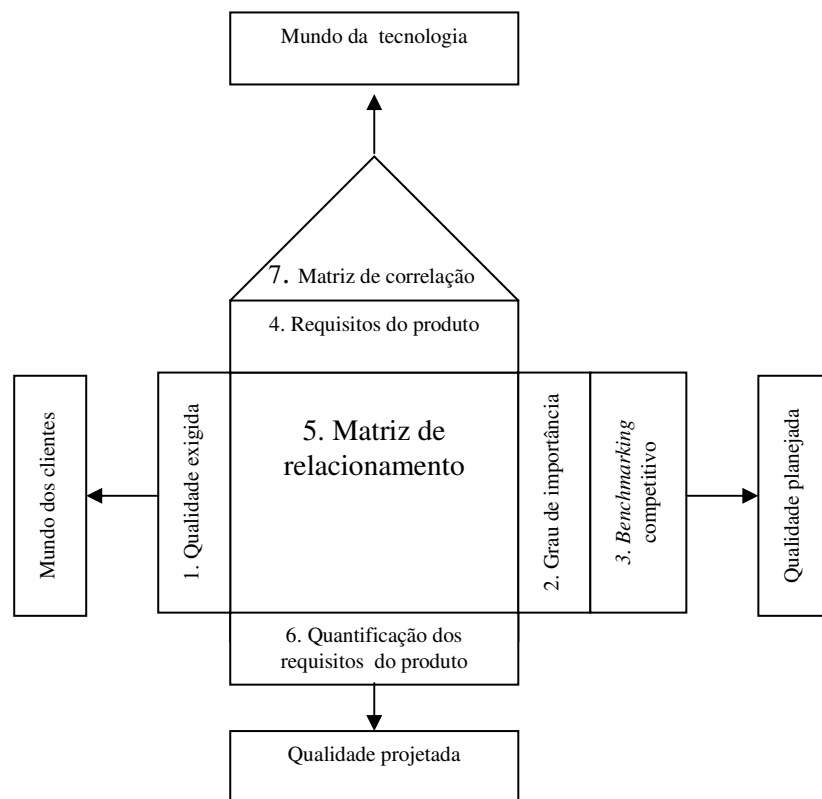 Mundo da tecnologia
7. Matriz de correlação
4. Requisitos do produto
Mundo dos clientes
1. Qualidade exigida
5. Matriz de
relacionamento
2. Grau de importância
3. Benchmarking
competitivo
Qualidade planejada
6. Quantificação dos
requisitos do produto
Qualidade projetada